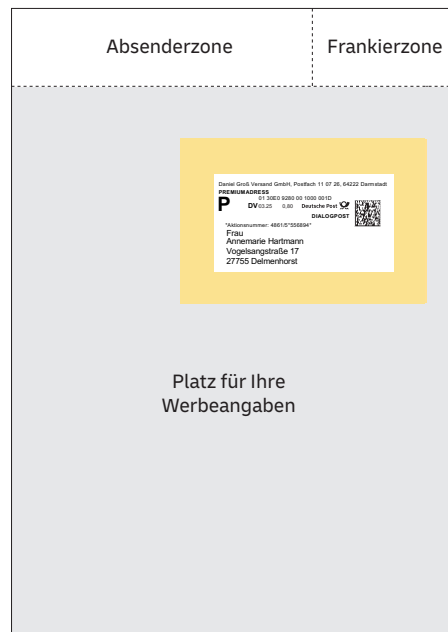 Absenderzone
Frankierzone
Daniel Groß Versand GmbH, Postfach 11 07 26, 64222 Darmstadt
PREMIUMADRESS
P
01 30E0 9280 00 1000 001D
DV 03.25 0,80 Deutsche Post
DIALOGPOST
*Aktionsnummer: 4861/5*556894*
Frau
Annemarie Hartmann
Vogelsangstraße 17
27755 Delmenhorst
Platz für Ihre
Werbeangaben